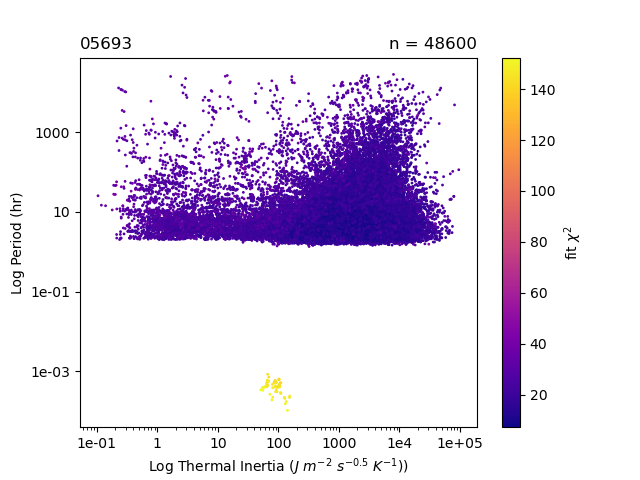 05693
n = 48600
Log Period (hr)
1000
10
1e-01
1e-03
1e-01
1
10
100
1000
1e4
1e+05
Log Thermal Inertia (J m⁻² s⁻⁰·⁵ K⁻¹))
140
120
100
80
60
40
20
fit χ²